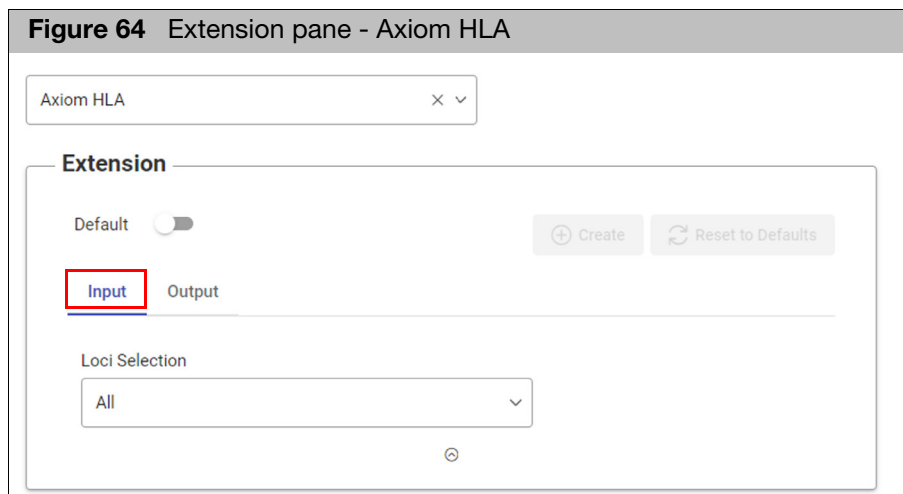 Figure 64 Extension pane - Axiom HLA
Axiom HLA
Extension
Default
Create
Reset to Defaults
Input
Output
Loci Selection
All